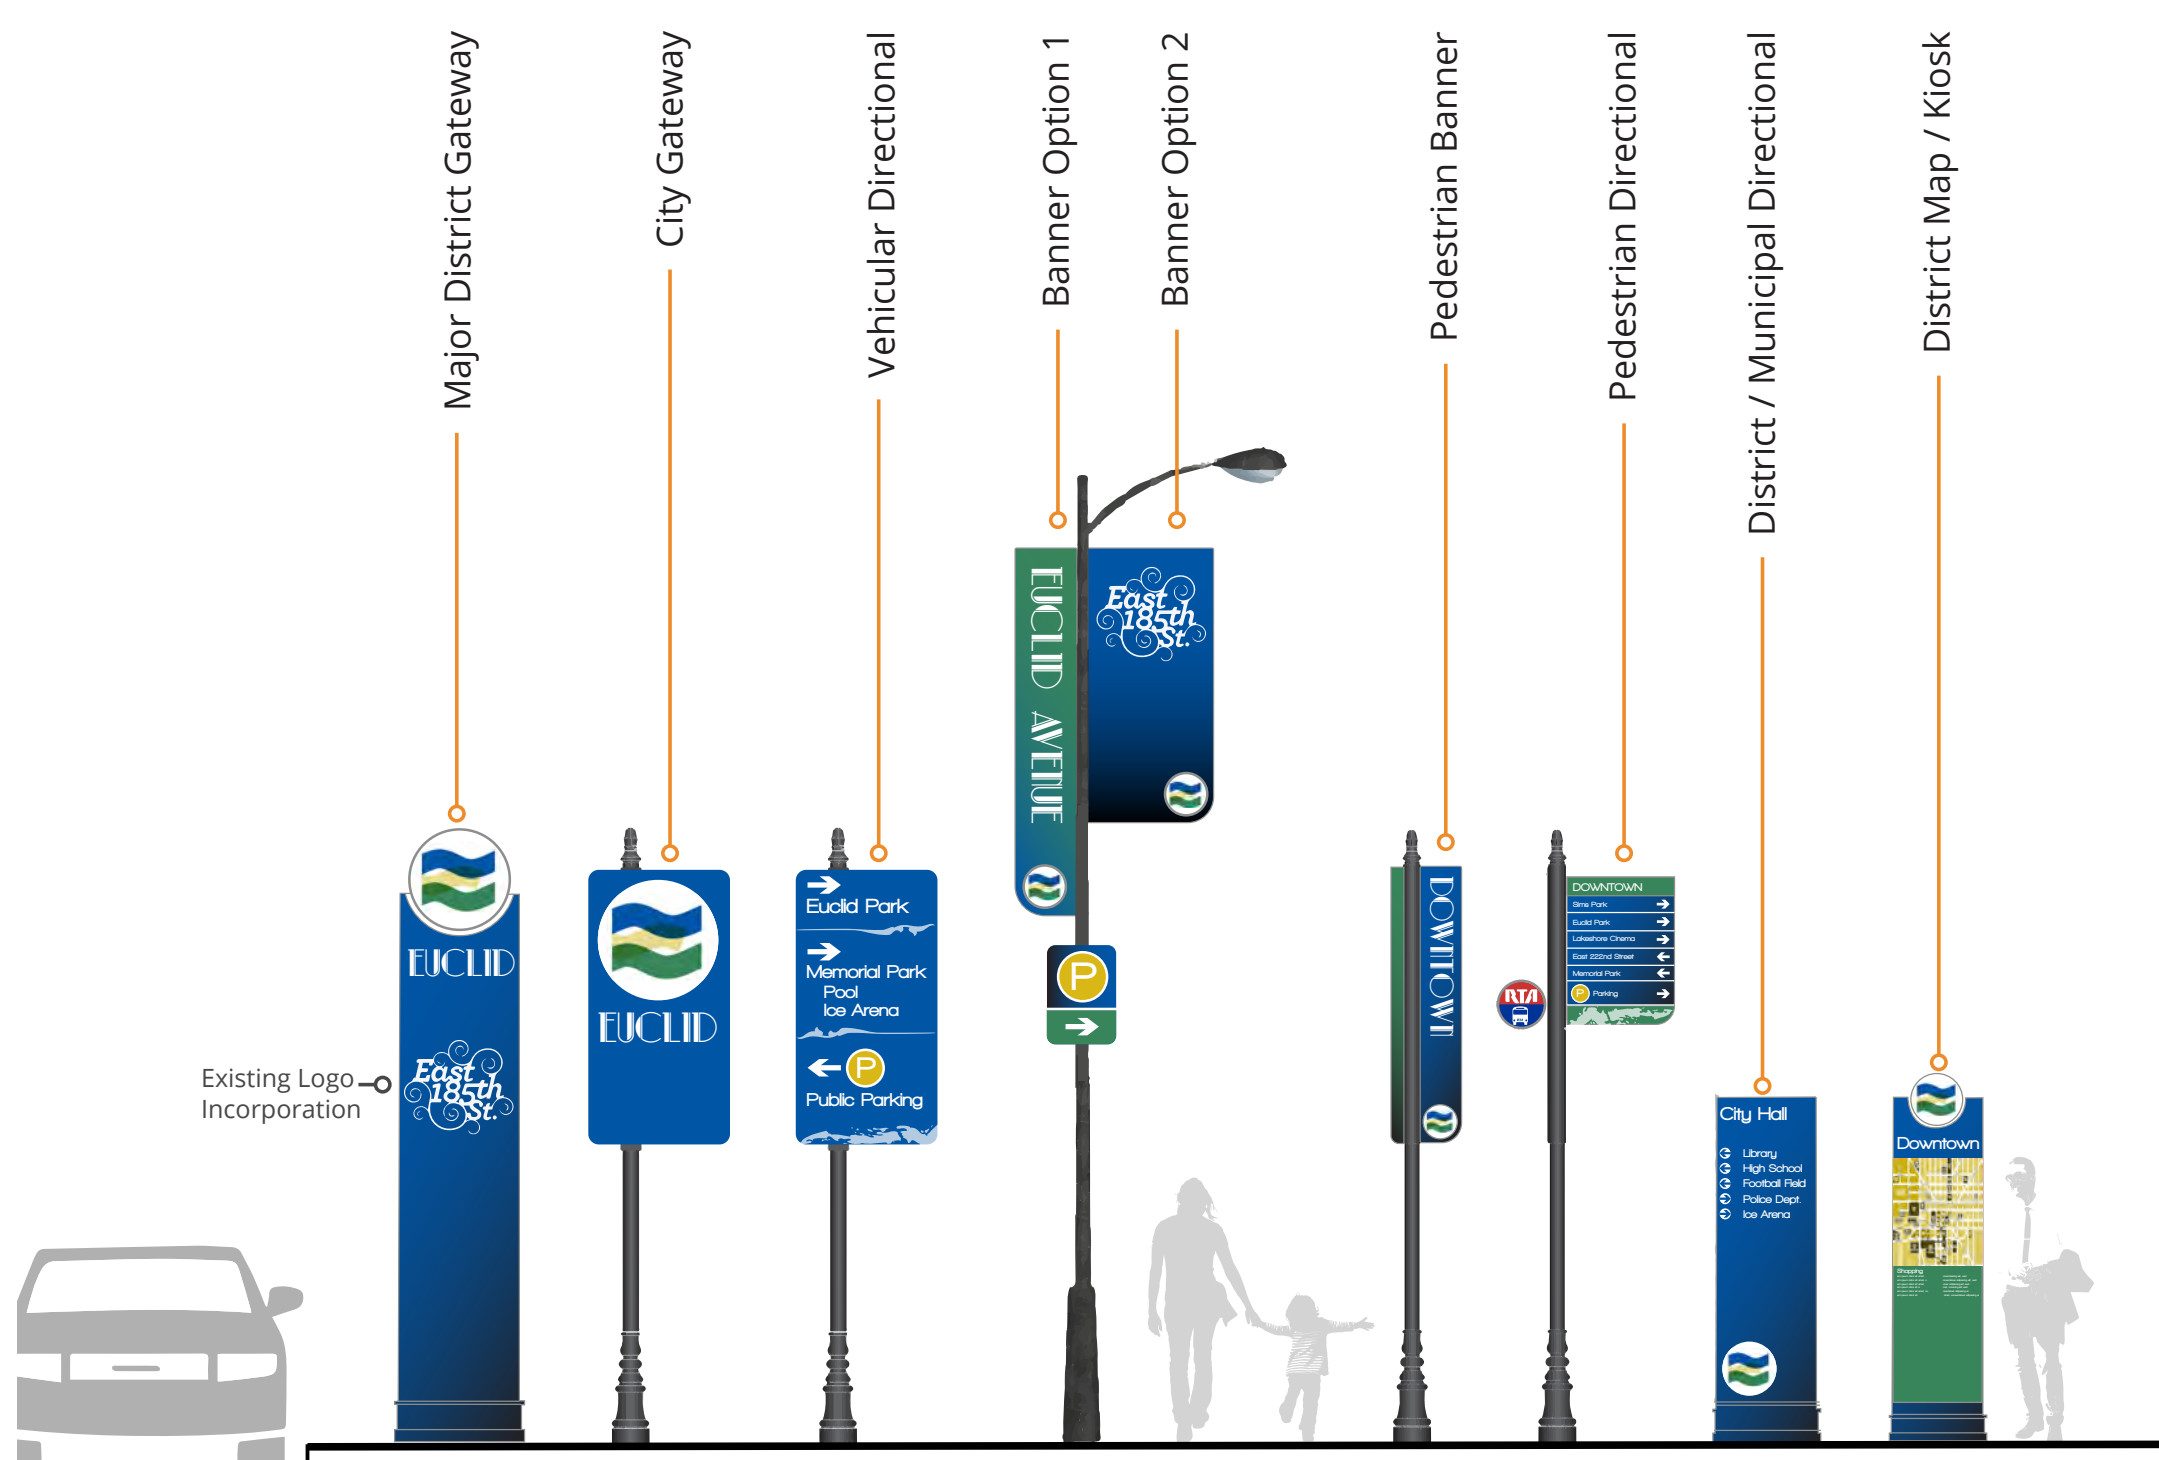 Major District Gateway
City Gateway
Vehicular Directional
Banner Option 1
Banner Option 2
Pedestrian Banner
Pedestrian Directional
District / Municipal Directional
District Map / Kiosk
Existing Logo
Incorporation
EUCLID
East
185th
St.
EUCLID
Euclid Park
Memorial Park
Pool
Ice Arena
P
Public Parking
EUCLID AVENUE
East
185th
St.
P
DOWNTOWN
RTA
DOWNTOWN
Sims Park
Euclid Park
Lakeshore Cinema
East 222nd Street
Memorial Park
P Parking
City Hall
Library
High School
Football Field
Police Dept.
Ice Arena
Downtown
Shopping